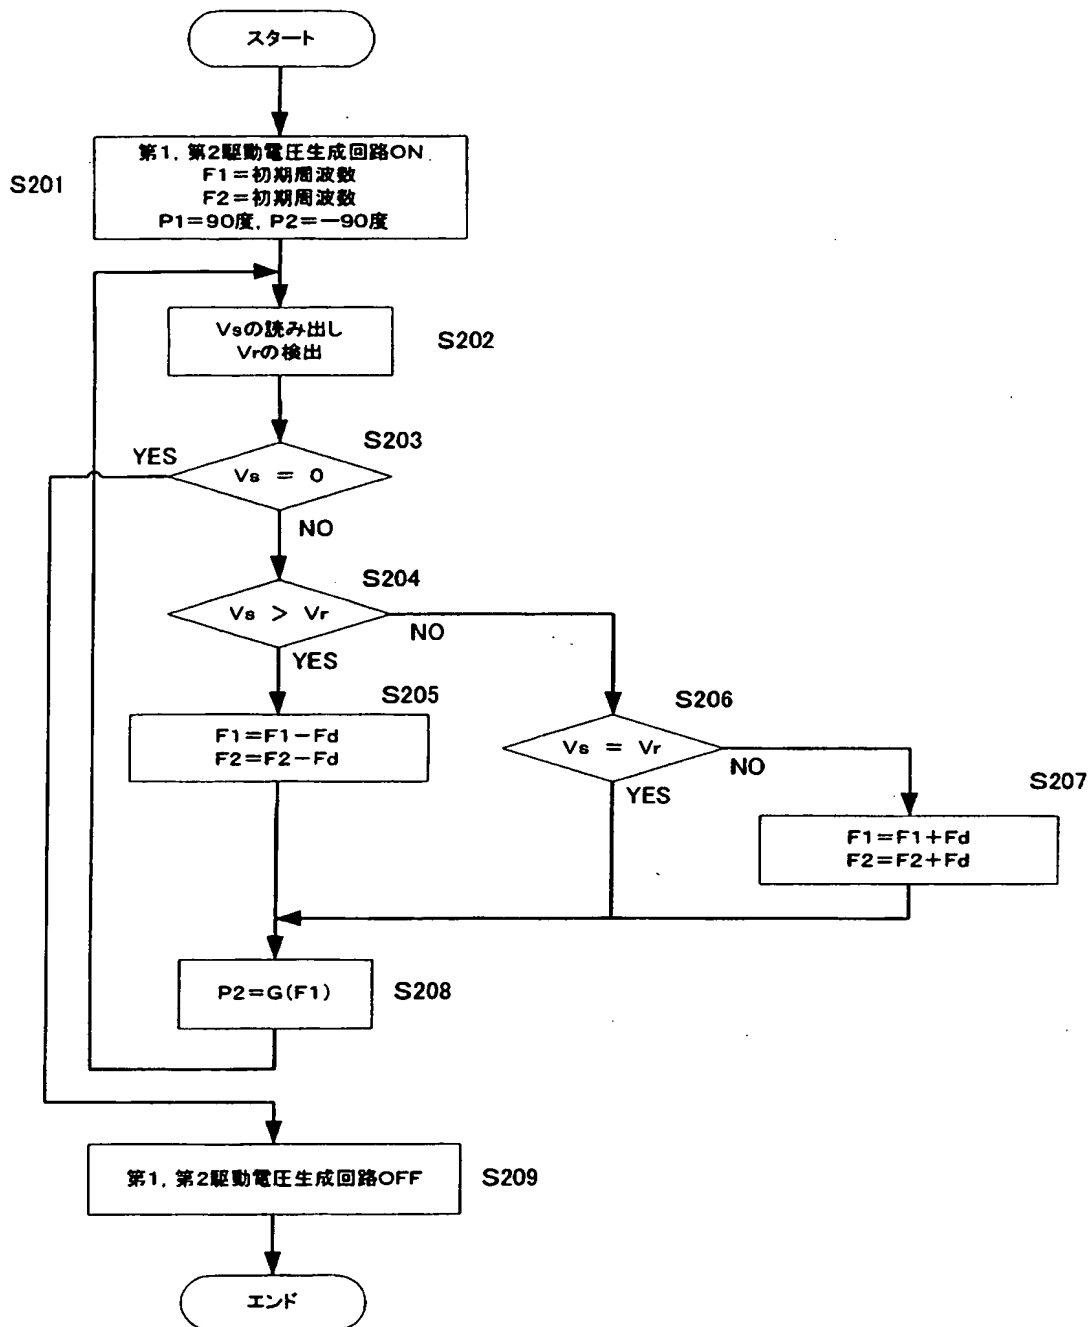 スタート
第1, 第2駆動電圧生成回路ON
F1=初期周波数
F2=初期周波数
P1=90度, P2=−90度
S201
Vsの読み出し
Vrの検出
S202
S203
YES
Vs = 0
NO
S204
Vs > Vr
NO
YES
S205
F1=F1−Fd
F2=F2−Fd
S206
Vs = Vr
NO
YES
S207
F1=F1+Fd
F2=F2+Fd
P2=G(F1)
S208
第1, 第2駆動電圧生成回路OFF
S209
エンド